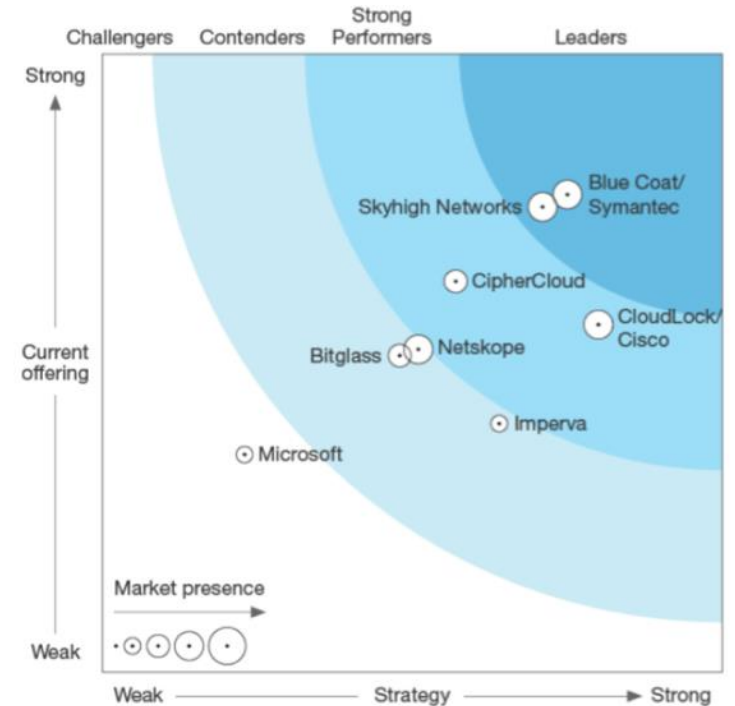 Challengers
Contenders
Strong
Performers
Leaders
Strong
Blue Coat/
Symantec
Skyhigh Networks
CipherCloud
CloudLock/
Cisco
Current
offering
Bitglass
Netskope
Imperva
Microsoft
Market presence
Weak
Weak
Strategy
Strong